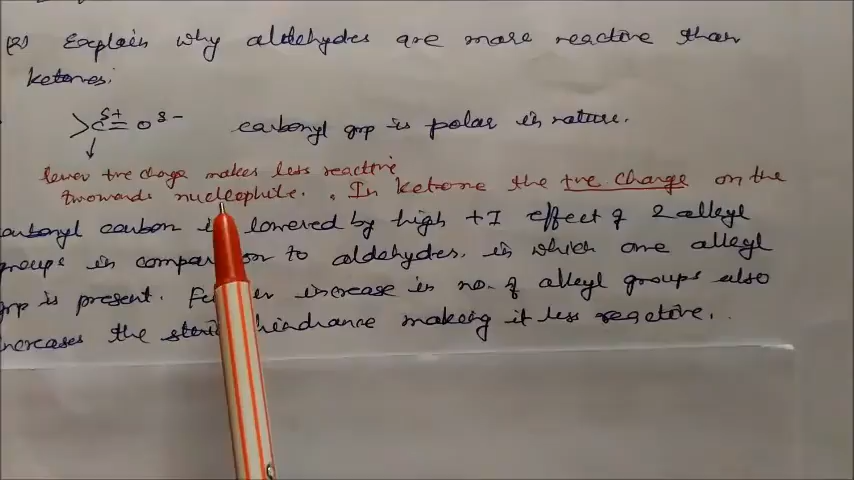 (2) Explain why aldehydes are more reactive than
ketones:
>C^δ+=O^δ- carbonyl grp is polar in nature.
lower +ve charge makes less reactive
twowards nucleophile. . In ketone the +ve charge on the
carbonyl carbon is lowered by high +I effect of 2 alkyl
groups in comparison to aldehydes. in which one alkyl
grp is present. increase in no. of alkyl groups also
increases the steric hindrance making it less reactive.